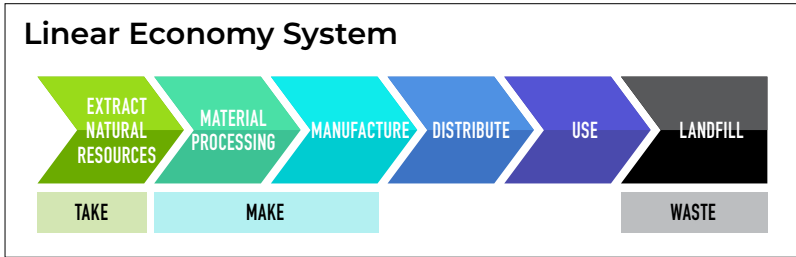 Linear Economy System
EXTRACT
NATURAL
RESOURCES
MATERIAL
PROCESSING
MANUFACTURE
DISTRIBUTE
USE
LANDFILL
TAKE
MAKE
WASTE